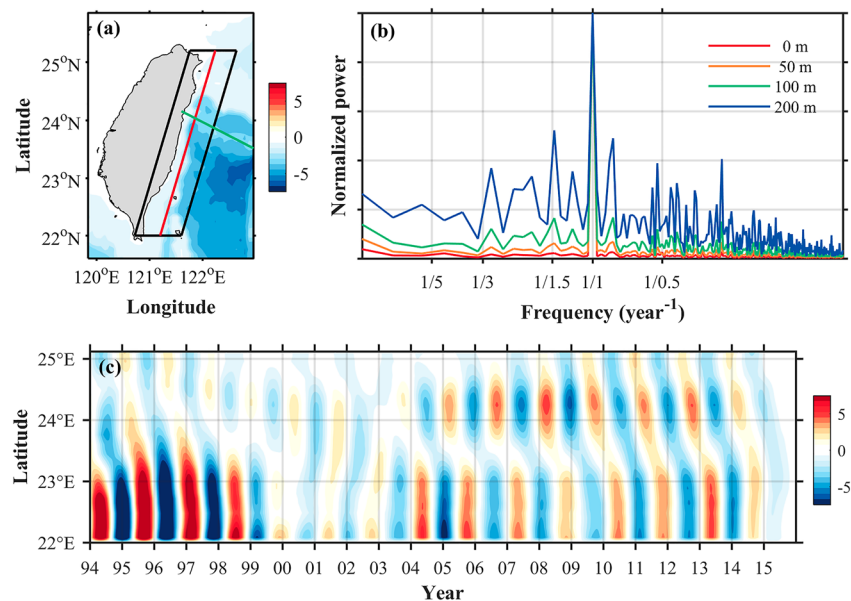 (a)
25°N
24°N
23°N
22°N
120°E 121°E 122°E
Latitude
Longitude
5
0
-5
(b)
0 m
50 m
100 m
200 m
Normalized power
1/5 1/3 1/1.5 1/1 1/0.5
Frequency (year-1)
(c)
25°E
24°E
23°E
22°E
Latitude
94 95 96 97 98 99 00 01 02 03 04 05 06 07 08 09 10 11 12 13 14 15
Year
5
0
-5